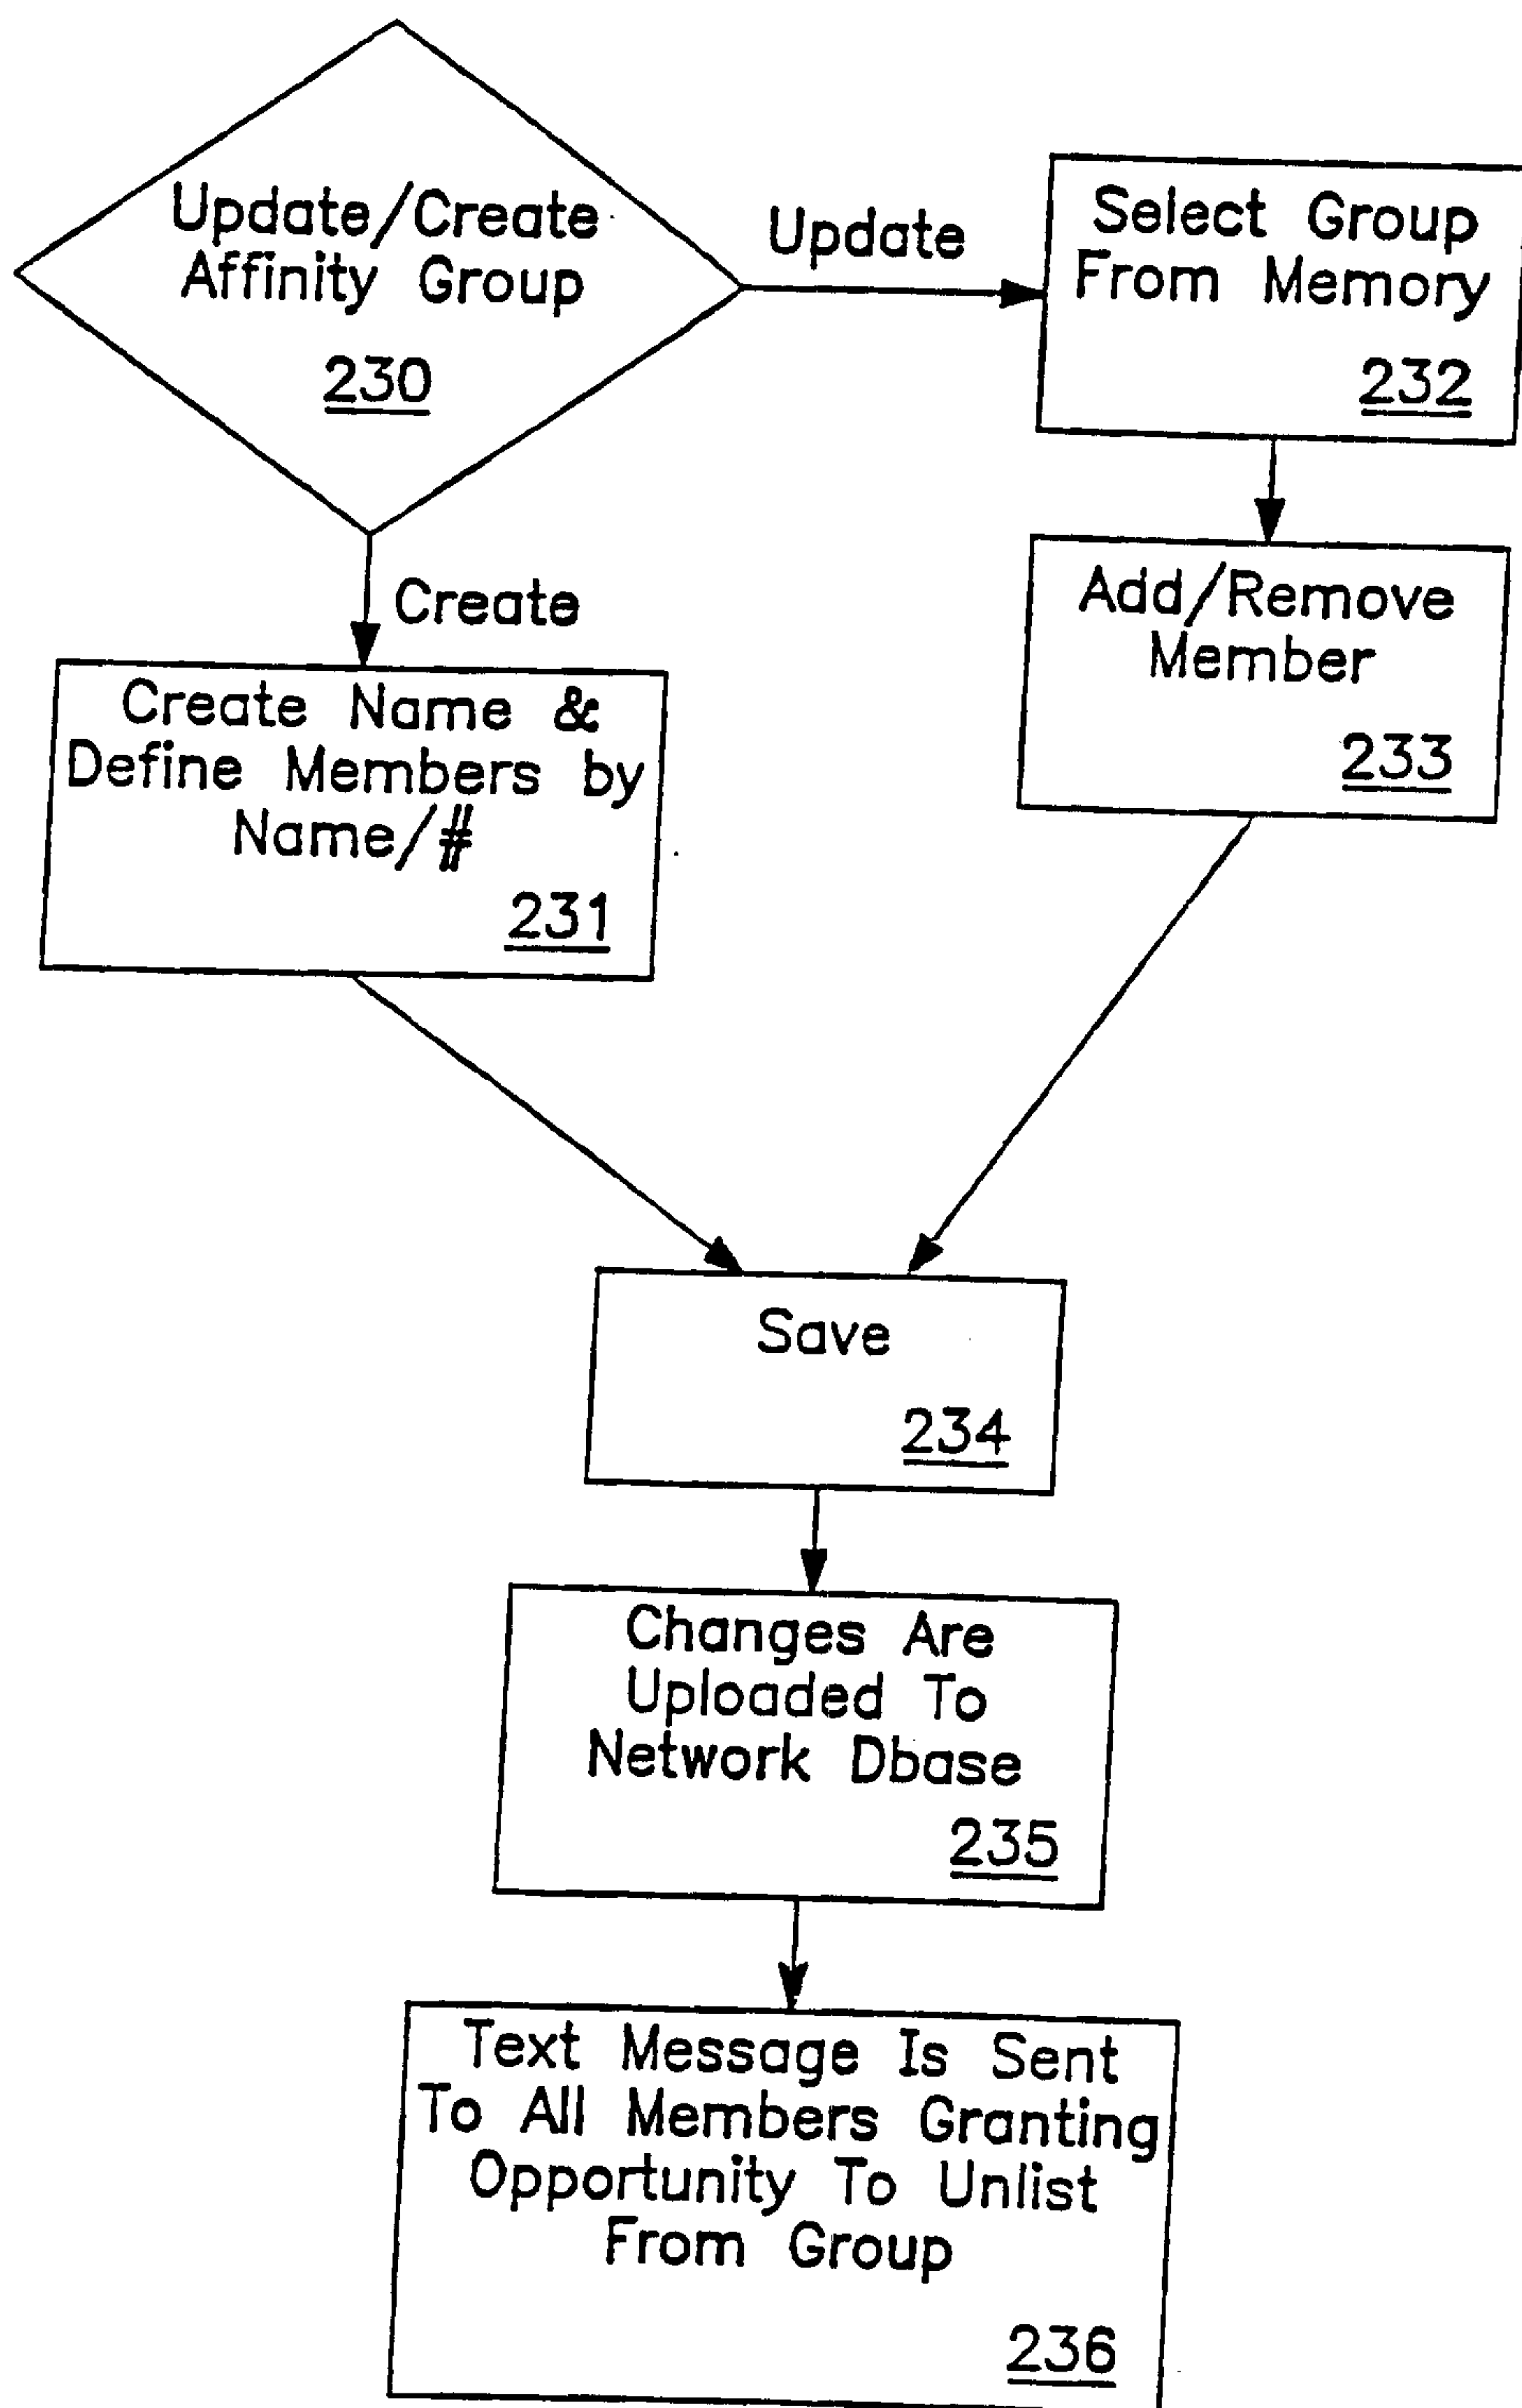 Update/Create
Affinity Group
230
Update
Select Group
From Memory
232
Create
Add/Remove
Member
233
Create Name &
Define Members by
Name/#
231
Save
234
Changes Are
Uploaded To
Network Dbase
235
Text Message Is Sent
To All Members Granting
Opportunity To Unlist
From Group
236